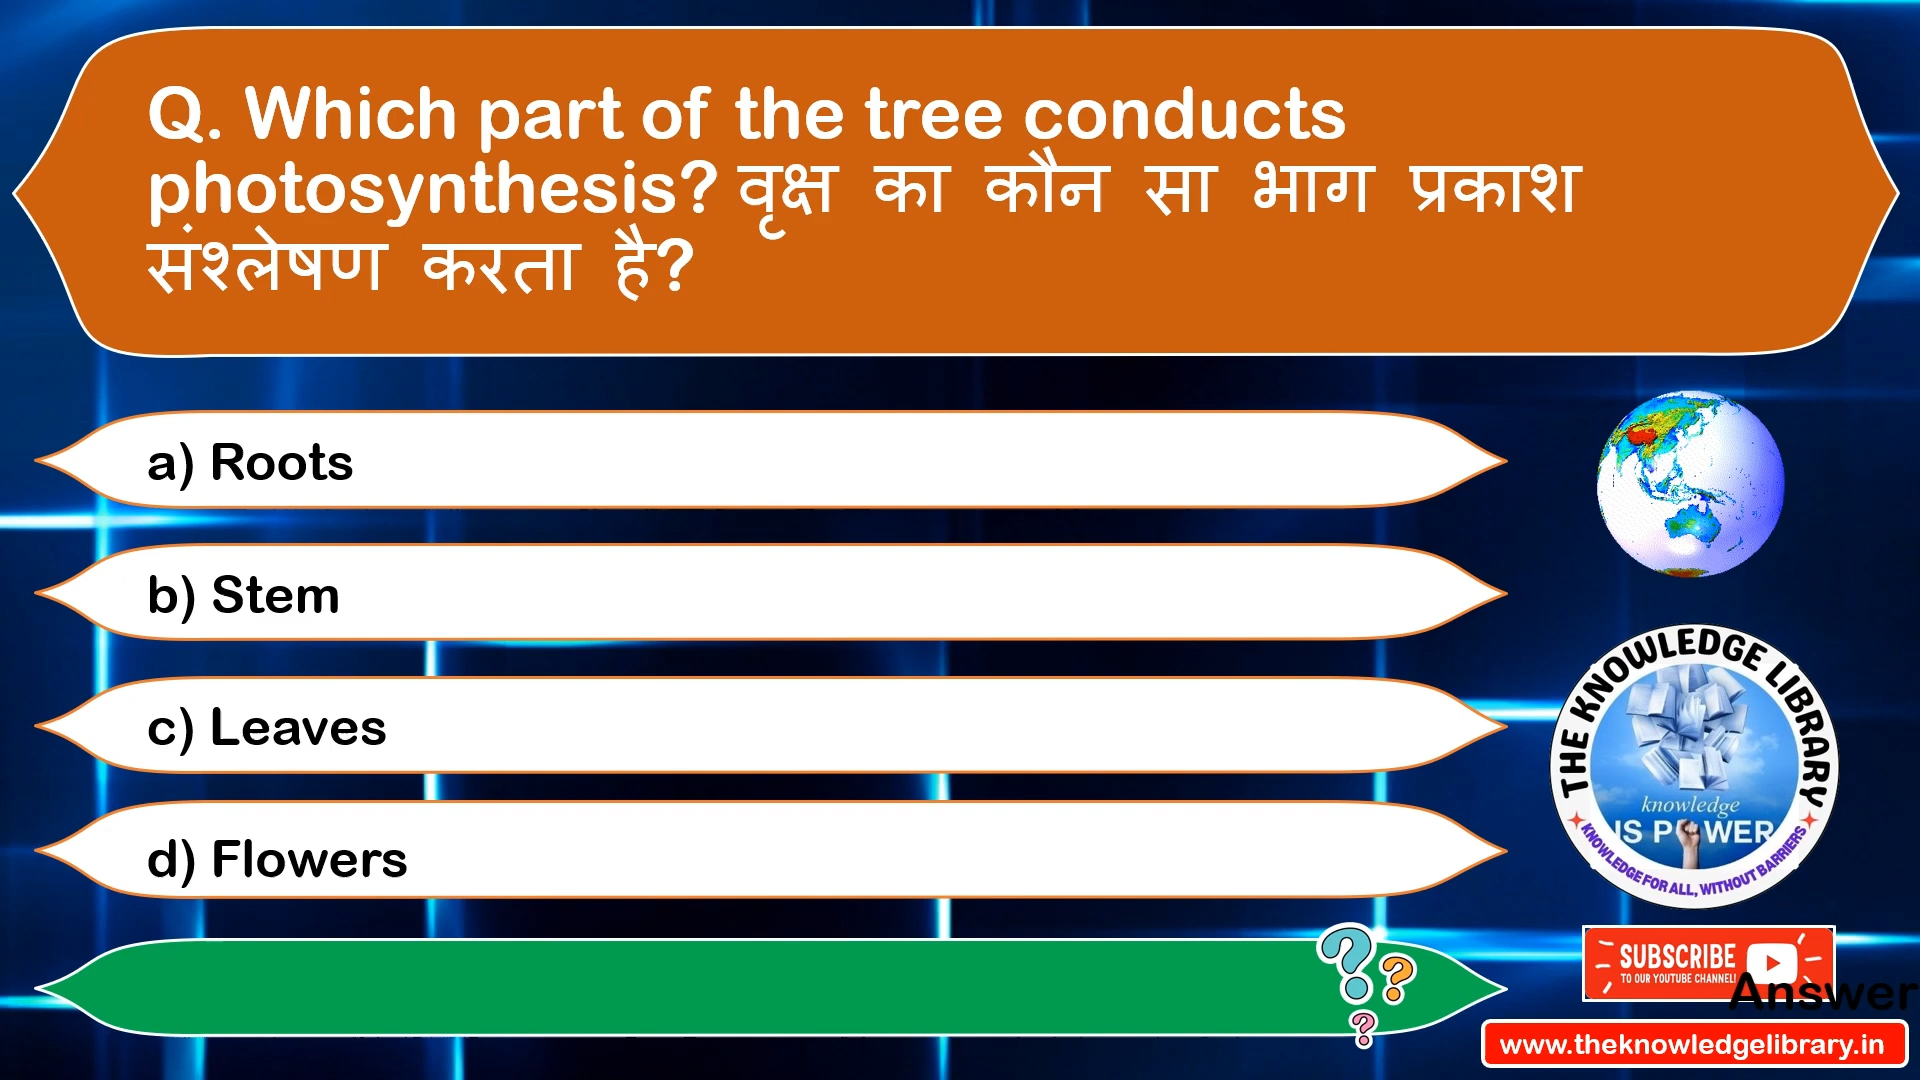 Q. Which part of the tree conducts
photosynthesis? वृक्ष का कौन सा भाग प्रकाश
संश्लेषण करता है?
a) Roots
b) Stem
c) Leaves
d) Flowers
THE KNOWLEDGE LIBRARY
knowledge
IS POWER
KNOWLEDGE FOR ALL, WITHOUT BARRIERS
SUBSCRIBE
TO OUR YOUTUBE CHANNEL!
Answer
www.theknowledgelibrary.in